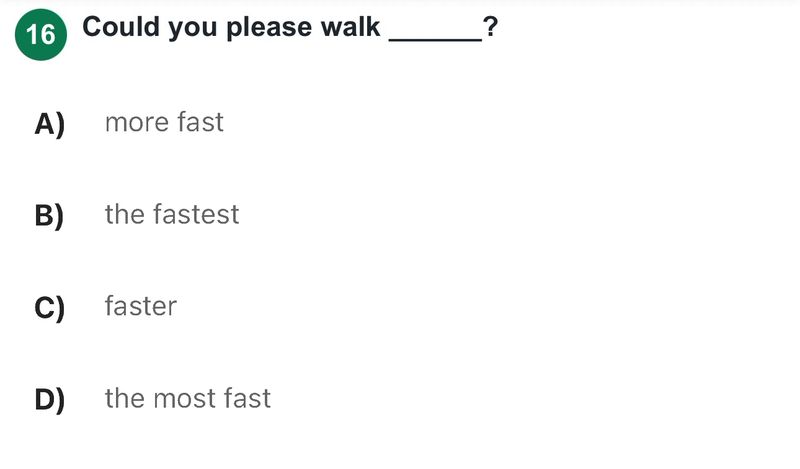 16 Could you please walk ______?
A) more fast
B) the fastest
C) faster
D) the most fast